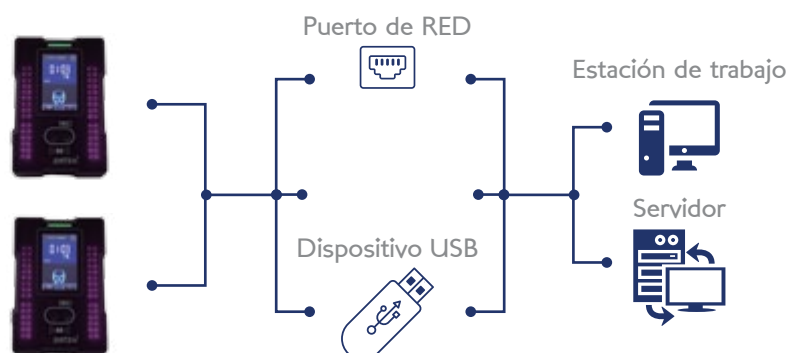 Puerto de RED
Estación de trabajo
Servidor
Dispositivo USB